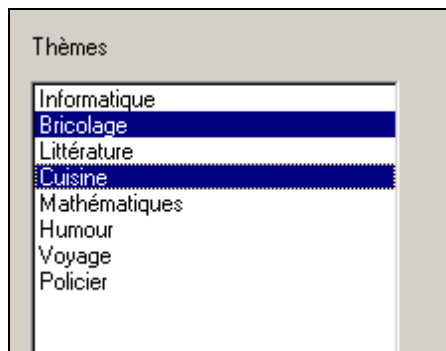 Thèmes
Informatique
Bricolage
Littérature
Cuisine
Mathématiques
Humour
Voyage
Policier